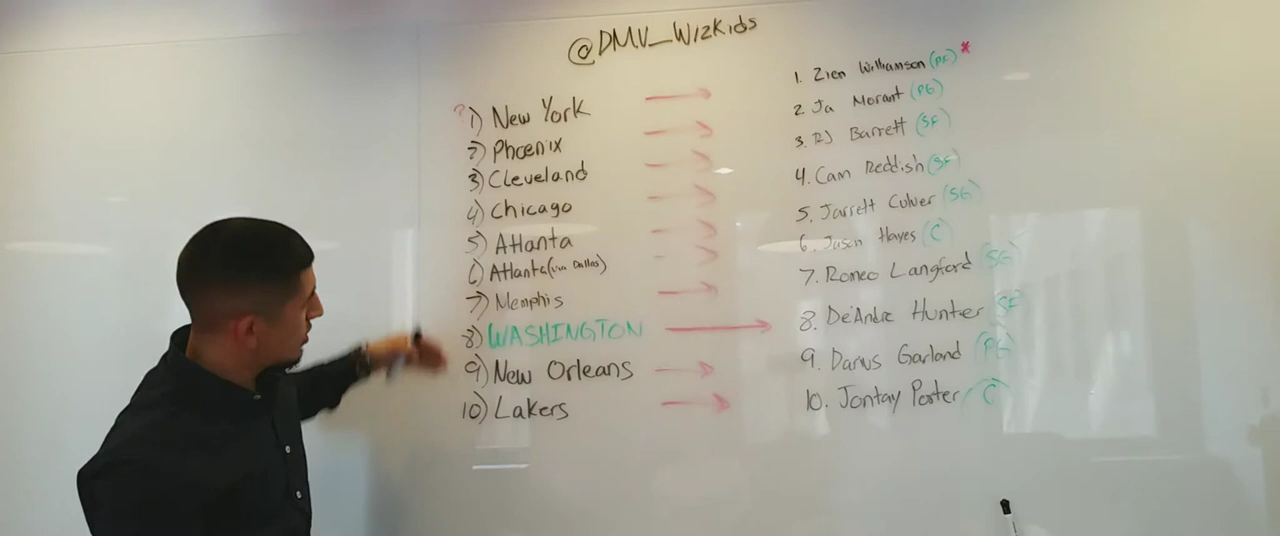 @DMV_WizKids
? 1) New York → 1. Zion Williamson (PF) *
2) Phoenix → 2. Ja Morant (PG)
3) Cleveland → 3. RJ Barrett (SF)
4) Chicago → 4. Cam Reddish (SF)
5) Atlanta → 5. Jarrett Culver (SG)
6) Atlanta (via Dallas) → 6. Jaxon Hayes (C)
7) Memphis → 7. Romeo Langford (SG)
8) WASHINGTON → 8. De'Andre Hunter (SF)
9) New Orleans → 9. Darius Garland (PG)
10) Lakers → 10. Jontay Porter (C)